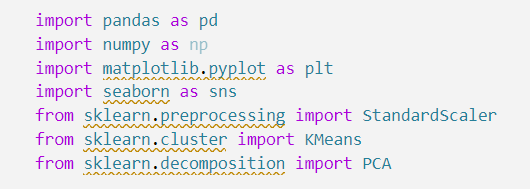 import pandas as pd
import numpy as np
import matplotlib.pyplot as plt
import seaborn as sns
from sklearn.preprocessing import StandardScaler
from sklearn.cluster import KMeans
from sklearn.decomposition import PCA